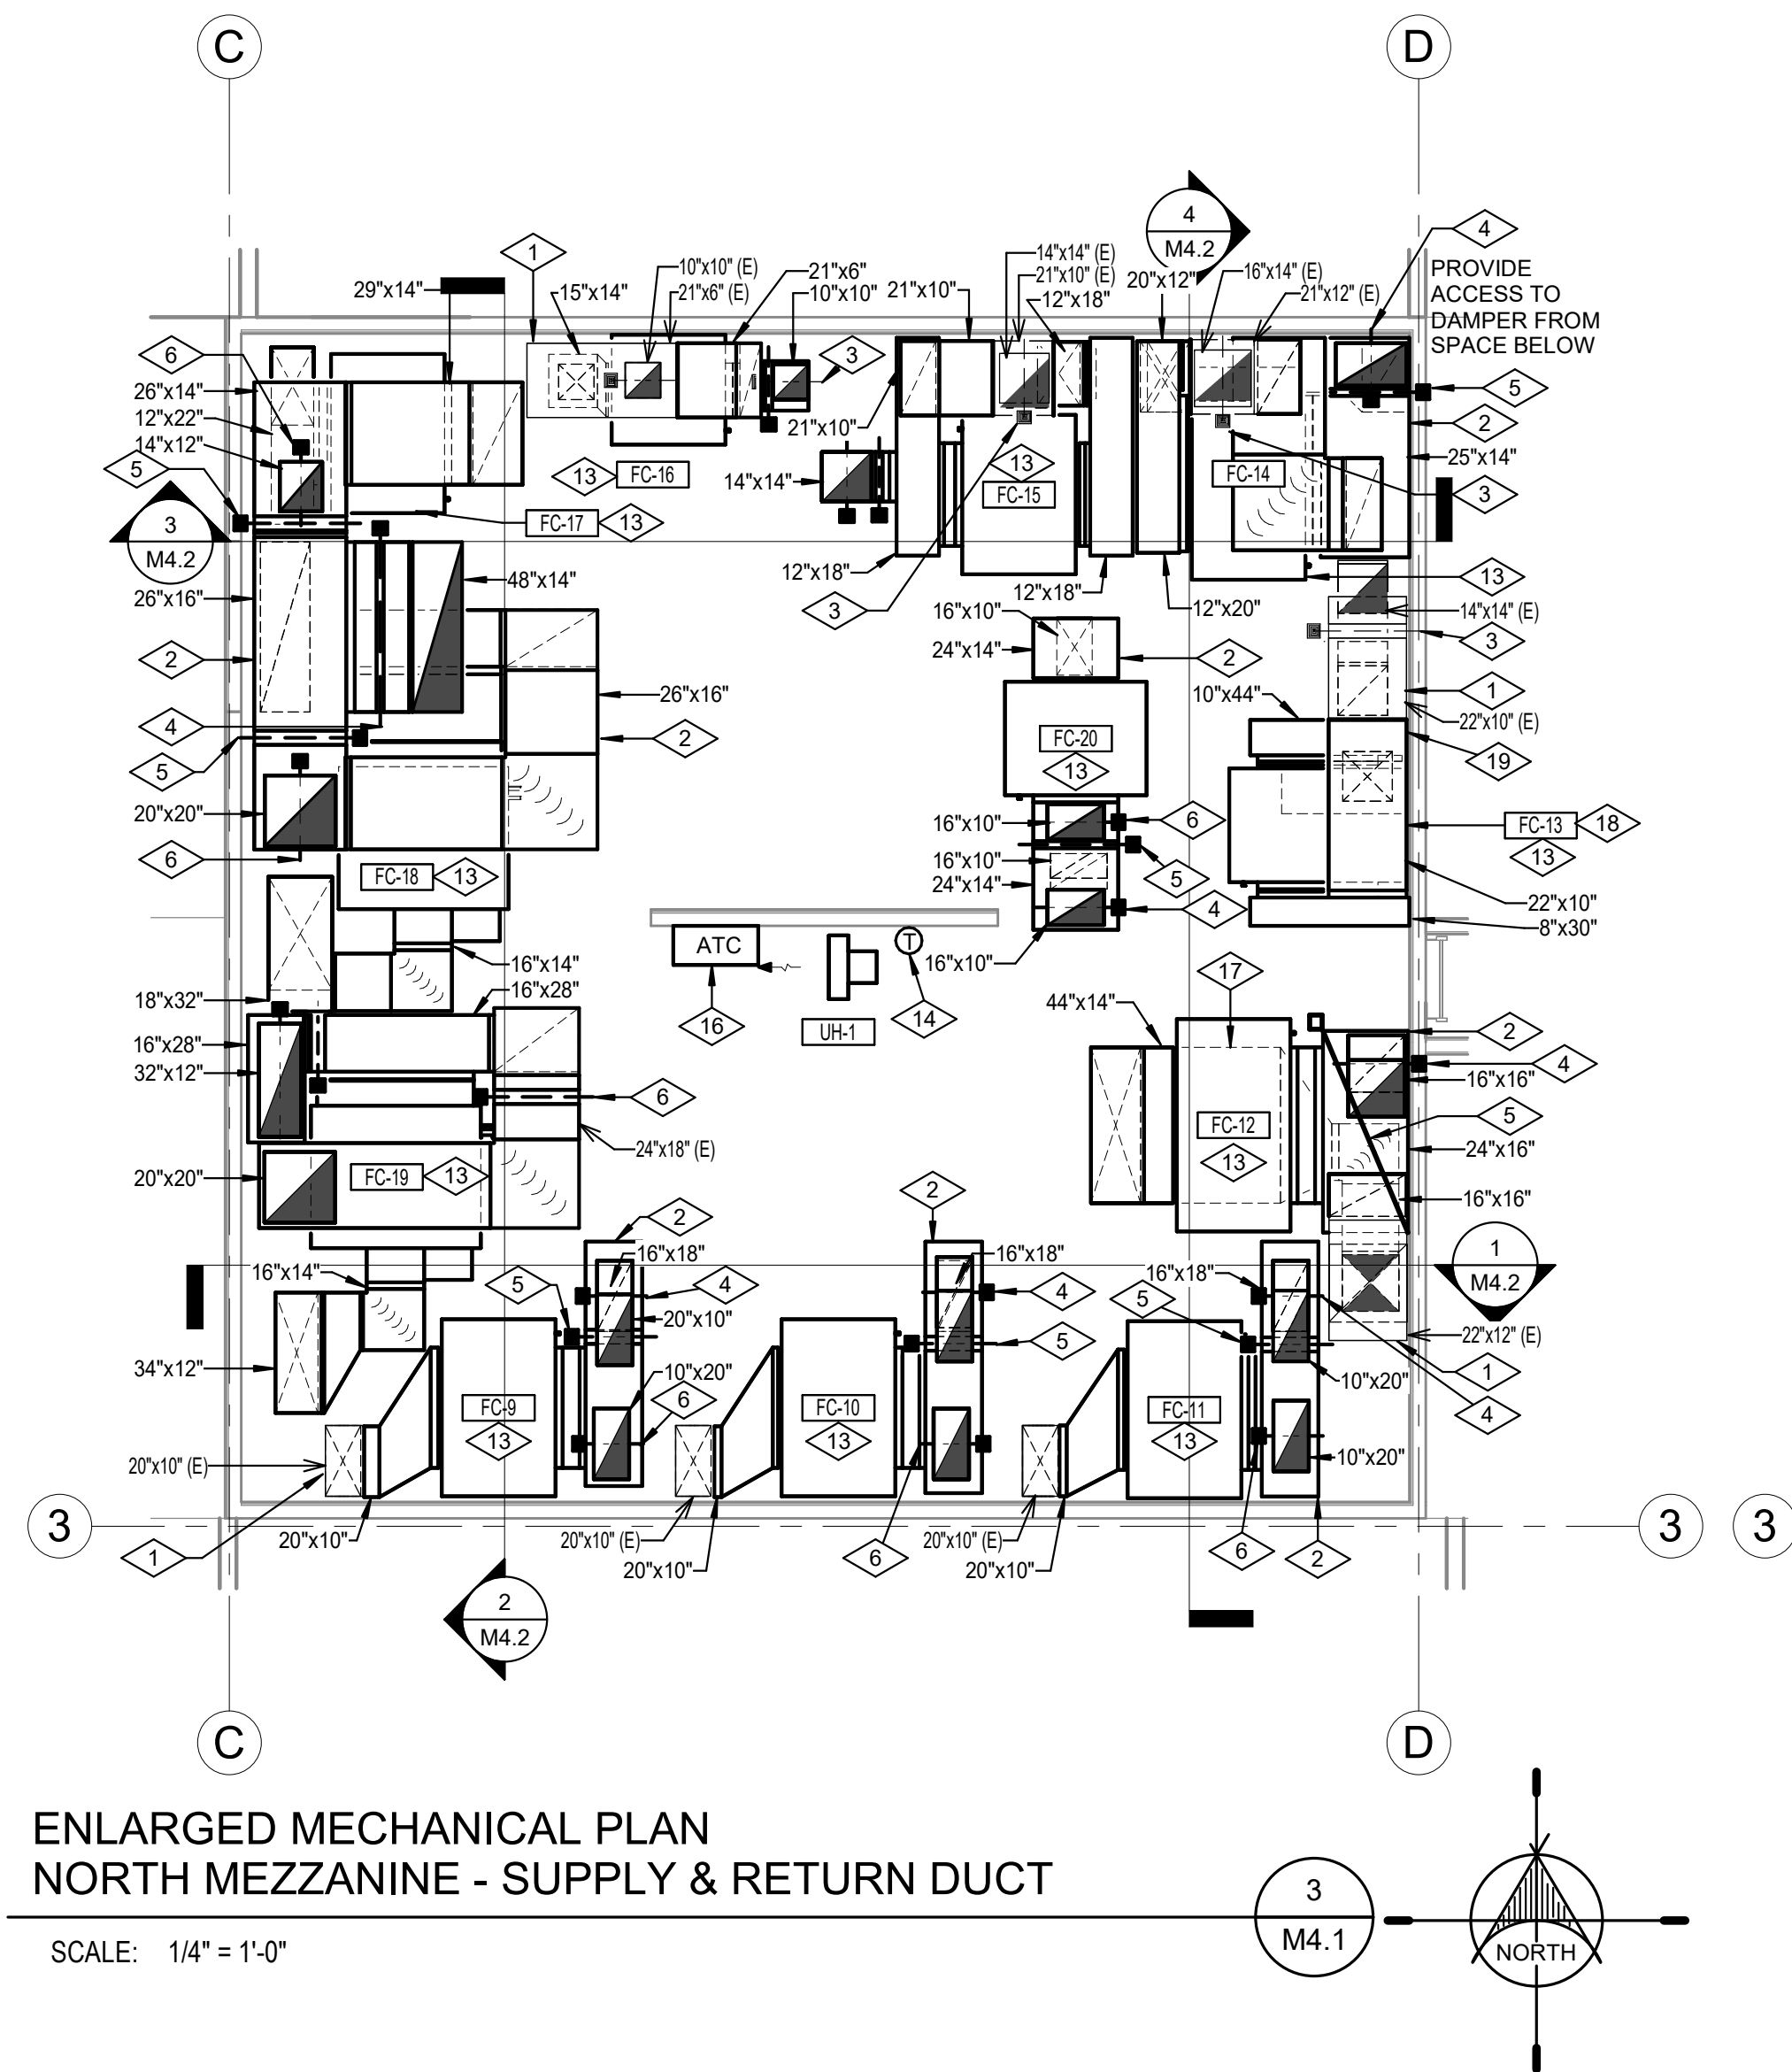 C
D
4
M4.2
4
PROVIDE
ACCESS TO
DAMPER FROM
SPACE BELOW
1
29"x14"
15"x14"
10"x10" (E)
21"x6" (E)
21"x6"
10"x10"
21"x10"
14"x14" (E)
21"x10" (E)
12"x18"
20"x12"
16"x14" (E)
21"x12" (E)
6
3
5
26"x14"
12"x22"
14"x12"
5
21"x10"
2
25"x14"
13
FC-16
14"x14"
13
FC-15
FC-14
3
3
M4.2
FC-17
13
48"x14"
12"x18"
3
12"x18"
12"x20"
13
26"x16"
14"x14" (E)
16"x10"
24"x14"
2
3
2
26"x16"
10"x44"
1
22"x10" (E)
4
2
FC-20
13
19
5
20"x20"
16"x10"
6
FC-13
18
13
6
FC-18
13
16"x10"
24"x14"
5
4
22"x10"
8"x30"
ATC
T
16"x10"
16"x14"
16"x28"
18"x32"
16
UH-1
14
17
44"x14"
2
16"x28"
32"x12"
4
16"x16"
6
FC-12
13
5
24"x18" (E)
24"x16"
20"x20"
FC-19
13
2
2
16"x16"
16"x18"
16"x18"
1
M4.2
16"x14"
5
4
4
5
16"x18"
20"x10"
5
22"x12" (E)
34"x12"
10"x20"
1
10"x20"
FC-9
13
6
FC-10
13
FC-11
13
4
20"x10" (E)
10"x20"
3
3
3
1
20"x10"
20"x10" (E)
20"x10"
6
20"x10" (E)
20"x10"
6
2
2
M4.2
C
D
ENLARGED MECHANICAL PLAN
NORTH MEZZANINE - SUPPLY & RETURN DUCT
3
M4.1
NORTH
SCALE: 1/4" = 1'-0"